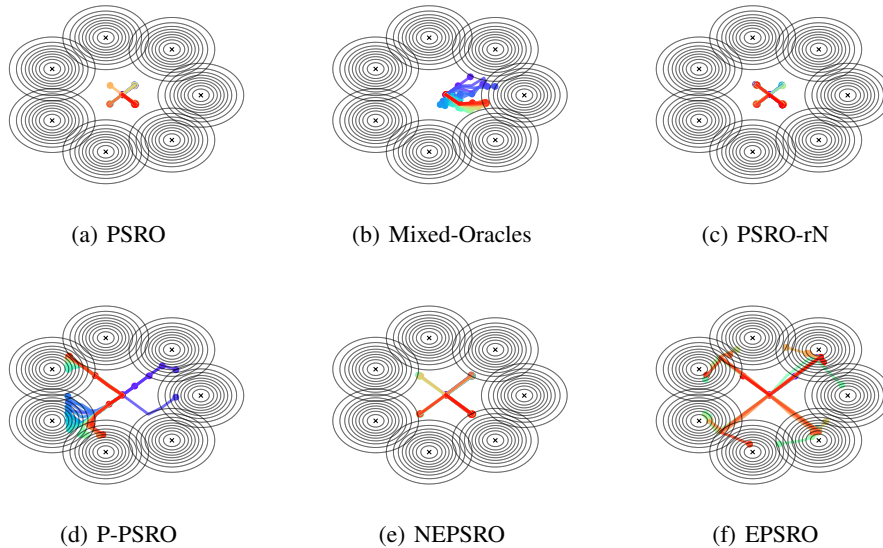 (a) PSRO
(b) Mixed-Oracles
(c) PSRO-rN
(d) P-PSRO
(e) NEPSRO
(f) EPSRO